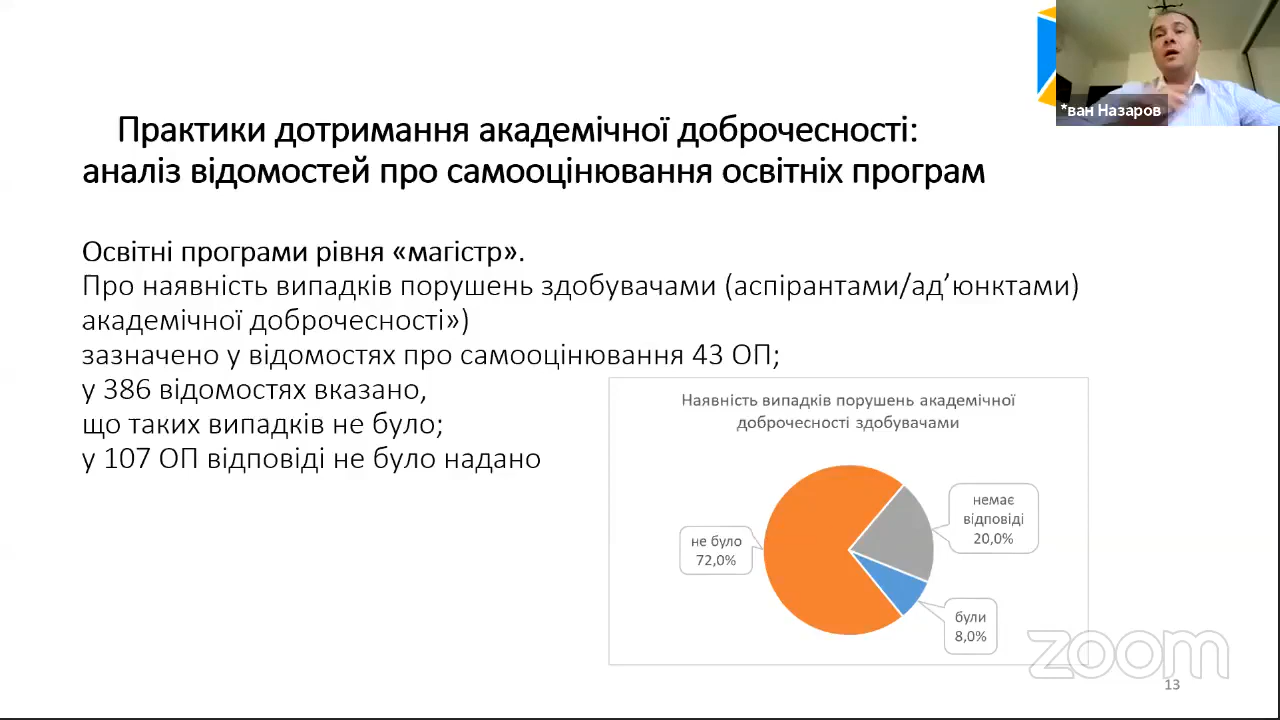 *ван Назаров
Практики дотримання академічної доброчесності:
аналіз відомостей про самооцінювання освітніх програм
Освітні програми рівня «магістр».
Про наявність випадків порушень здобувачами (аспірантами/ад’юнктами)
академічної доброчесності»)
зазначено у відомостях про самооцінювання 43 ОП;
у 386 відомостях вказано,
що таких випадків не було;
у 107 ОП відповіді не було надано
Наявність випадків порушень академічної
доброчесності здобувачами
немає
відповіді
20,0%
не було
72,0%
були
8,0%
zoom
13